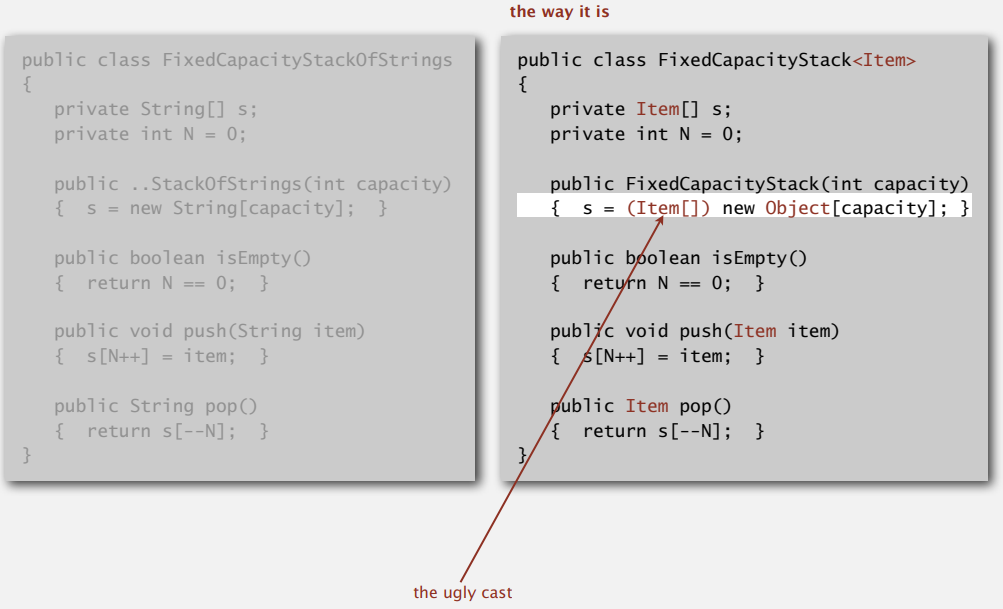 the way it is
public class FixedCapacityStackOfStrings
{
private String[] s;
private int N = 0;
public ..StackOfStrings(int capacity)
{ s = new String[capacity]; }
public boolean isEmpty()
{ return N == 0; }
public void push(String item)
{ s[N++] = item; }
public String pop()
{ return s[--N]; }
}
public class FixedCapacityStack<Item>
{
private Item[] s;
private int N = 0;
public FixedCapacityStack(int capacity)
{ s = (Item[]) new Object[capacity]; }
public boolean isEmpty()
{ return N == 0; }
public void push(Item item)
{ s[N++] = item; }
public Item pop()
{ return s[--N]; }
}
the ugly cast